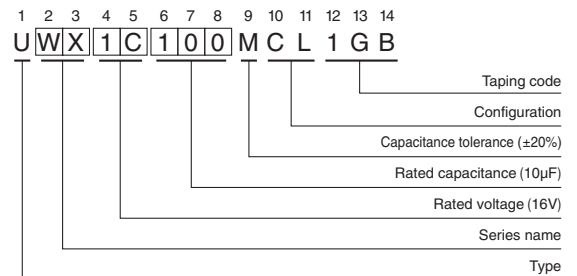 1 2 3 4 5 6 7 8 9 10 11 12 13 14
U W X 1 C 1 0 0 M C L 1 G B
Taping code
Configuration
Capacitance tolerance (±20%)
Rated capacitance (10µF)
Rated voltage (16V)
Series name
Type